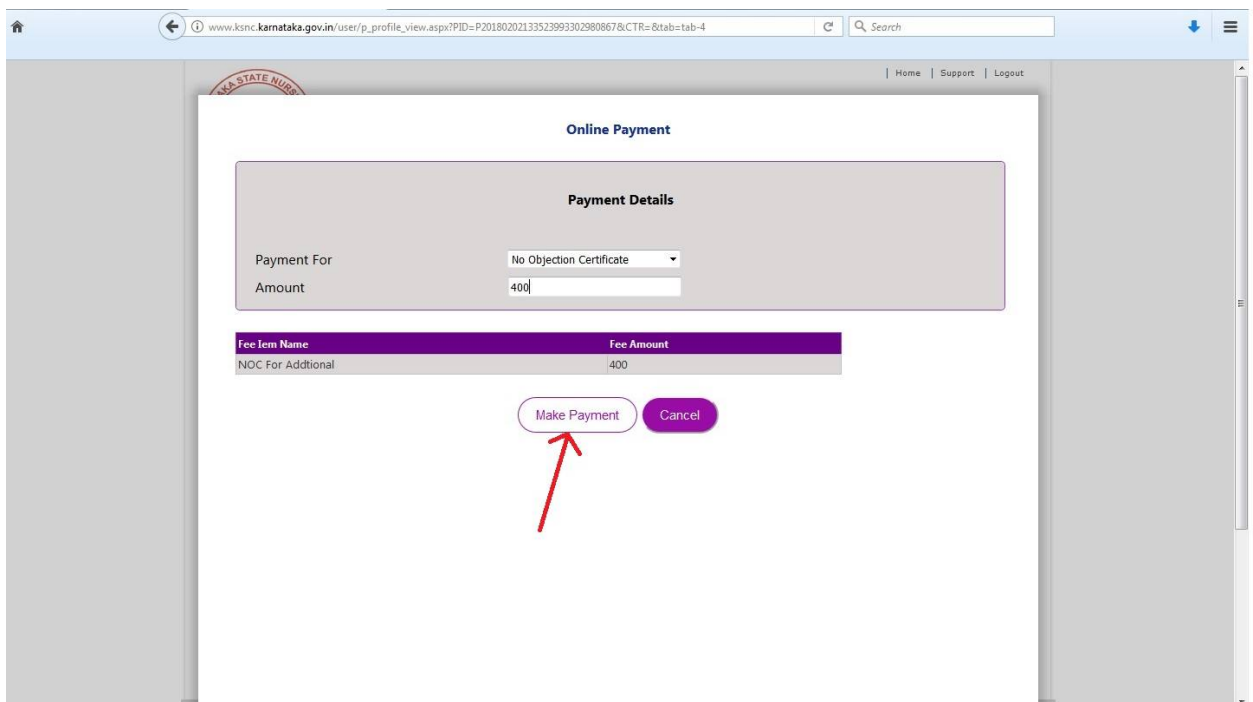 www.ksnc.karnataka.gov.in/user/p_profile_view.aspx?PID=P20180202133523993302980867&CTR=&tab=tab-4
Search
| Home | Support | Logout
STATE
Online Payment
Payment Details
Payment For No Objection Certificate
Amount 400
Fee Iem Name Fee Amount
NOC For Addtional 400
Make Payment Cancel